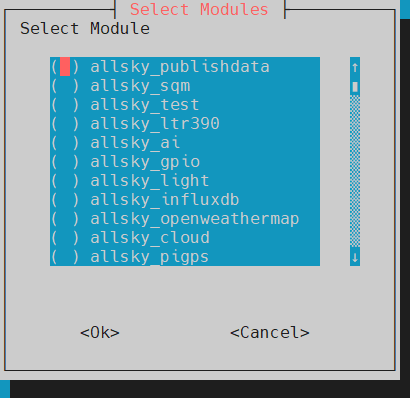 Select Modules
Select Module
( ) allsky_publishdata
( ) allsky_sqm
( ) allsky_test
( ) allsky_ltr390
( ) allsky_ai
( ) allsky_gpio
( ) allsky_light
( ) allsky_influxdb
( ) allsky_openweathermap
( ) allsky_cloud
( ) allsky_pigps
<Ok> <Cancel>